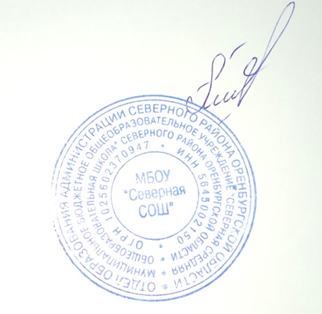 ОТДЕЛ ОБРАЗОВАНИЯ АДМИНИСТРАЦИИ СЕВЕРНОГО РАЙОНА ОРЕНБУРГСКОЙ ОБЛАСТИ
МУНИЦИПАЛЬНОЕ БЮДЖЕТНОЕ ОБЩЕОБРАЗОВАТЕЛЬНОЕ УЧРЕЖДЕНИЕ "СЕВЕРНАЯ СРЕДНЯЯ
ОБЩЕОБРАЗОВАТЕЛЬНАЯ ШКОЛА" СЕВЕРНОГО РАЙОНА ОРЕНБУРГСКОЙ ОБЛАСТИ
ОГРН 1025602370947 * ИНН 5645002150 *
МБОУ
"Северная
СОШ"